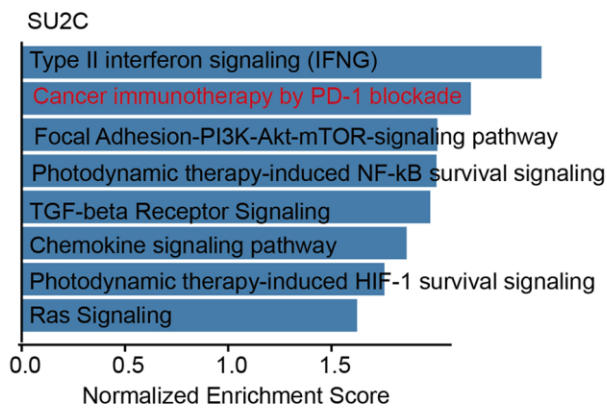 SU2C
Type II interferon signaling (IFNG)
Cancer immunotherapy by PD-1 blockade
Focal Adhesion-PI3K-Akt-mTOR-signaling pathway
Photodynamic therapy-induced NF-kB survival signaling
TGF-beta Receptor Signaling
Chemokine signaling pathway
Photodynamic therapy-induced HIF-1 survival signaling
Ras Signaling
0.0 0.5 1.0 1.5
Normalized Enrichment Score